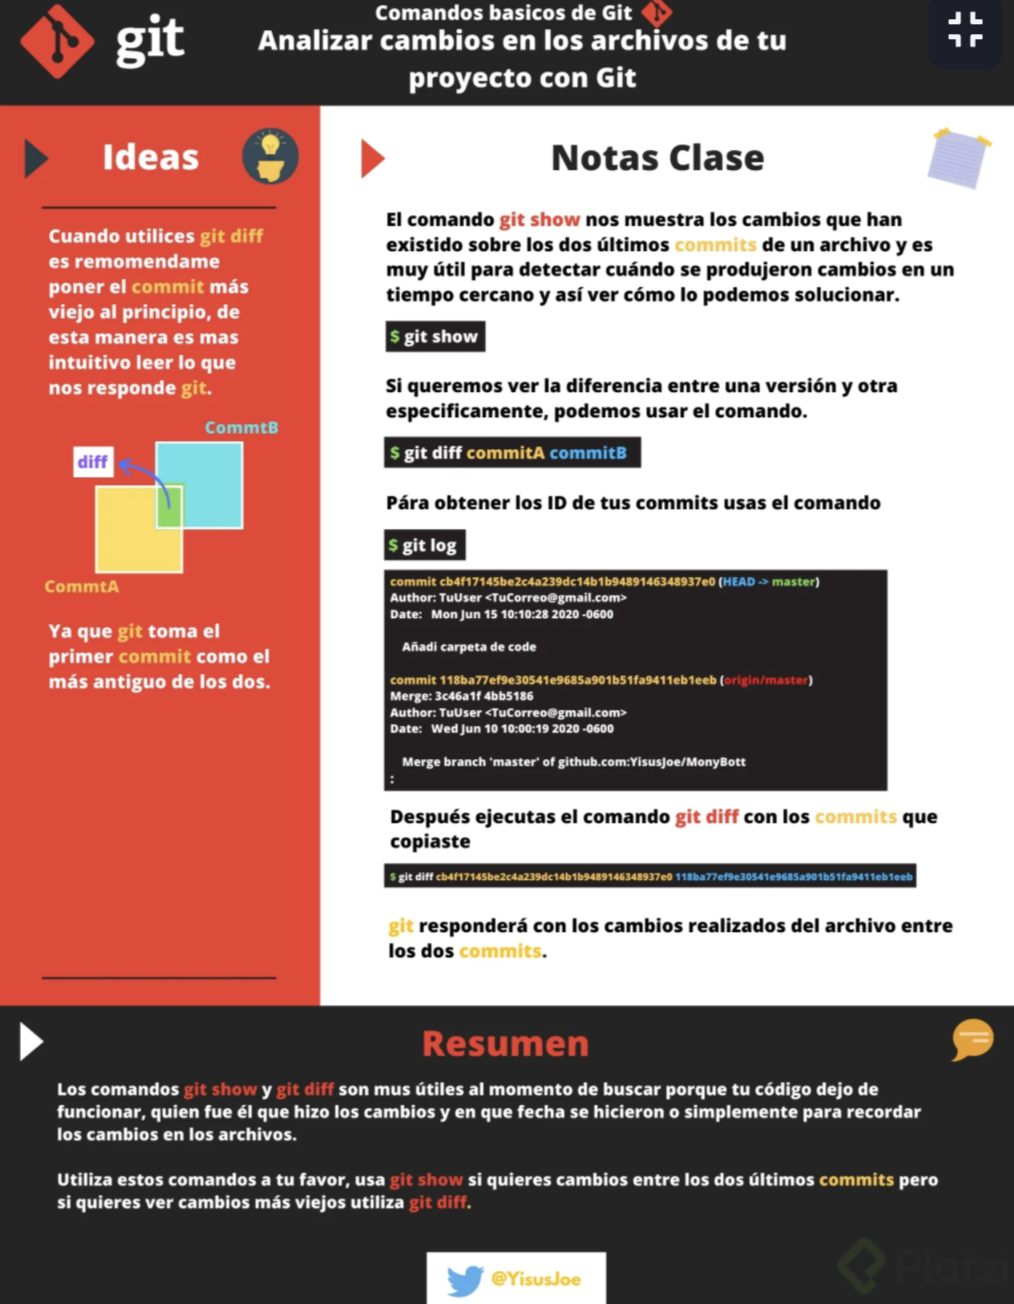 git
Comandos basicos de Git
Analizar cambios en los archivos de tu
proyecto con Git
Ideas
Cuando utilices git diff
es remomendame
poner el commit más
viejo al principio, de
esta manera es mas
intuitivo leer lo que
nos responde git.
CommtB
diff
CommtA
Ya que git toma el
primer commit como el
más antiguo de los dos.
Notas Clase
El comando git show nos muestra los cambios que han
existido sobre los dos últimos commits de un archivo y es
muy útil para detectar cuándo se produjeron cambios en un
tiempo cercano y así ver cómo lo podemos solucionar.
$ git show
Si queremos ver la diferencia entre una versión y otra
especificamente, podemos usar el comando.
$ git diff commitA commitB
Pára obtener los ID de tus commits usas el comando
$ git log
commit cb4f17145be2c4a239dc14b1b9489146348937e0 (HEAD -> master)
Author: TuUser <TuCorreo@gmail.com>
Date: Mon Jun 15 10:10:28 2020 -0600
Añadi carpeta de code
commit 118ba77ef9e30541e9685a901b51fa9411eb1eeb (origin/master)
Merge: 3c46a1f 4bb5186
Author: TuUser <TuCorreo@gmail.com>
Date: Wed Jun 10 10:00:19 2020 -0600
Merge branch 'master' of github.com:YisusJoe/MonyBott
:
Después ejecutas el comando git diff con los commits que
copiaste
$ git diff cb4f17145be2c4a239dc14b1b9489146348937e0 118ba77ef9e30541e9685a901b51fa9411eb1eeb
git responderá con los cambios realizados del archivo entre
los dos commits.
Resumen
Los comandos git show y git diff son mus útiles al momento de buscar porque tu código dejo de
funcionar, quien fue él que hizo los cambios y en que fecha se hicieron o simplemente para recordar
los cambios en los archivos.
Utiliza estos comandos a tu favor, usa git show si quieres cambios entre los dos últimos commits pero
si quieres ver cambios más viejos utiliza git diff.
@YisusJoe
Platzi